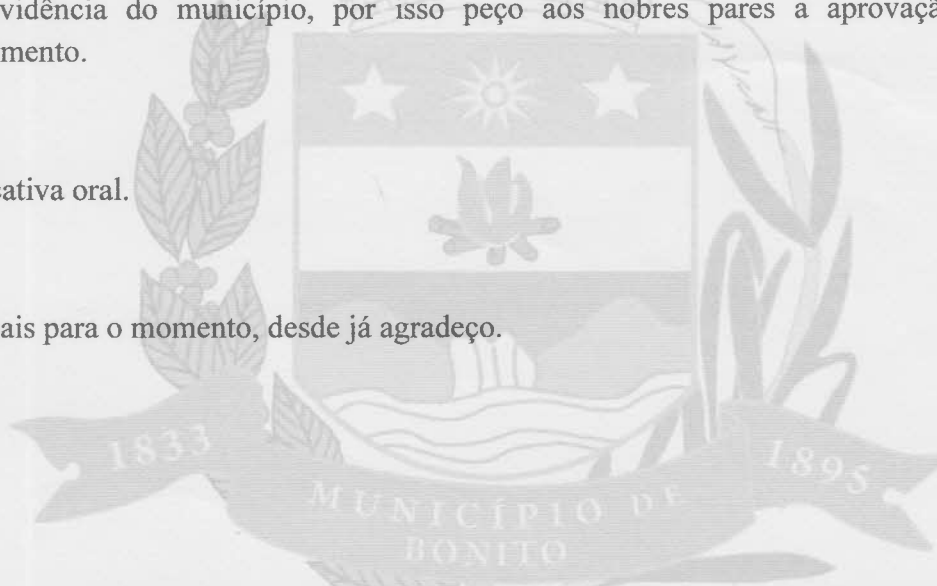 vidência do município, por isso peço aos nobres pares a aprovaçã
mento.
sativa oral.
ais para o momento, desde já agradeço.
1833
1895
MUNICÍPIO DE
BONITO